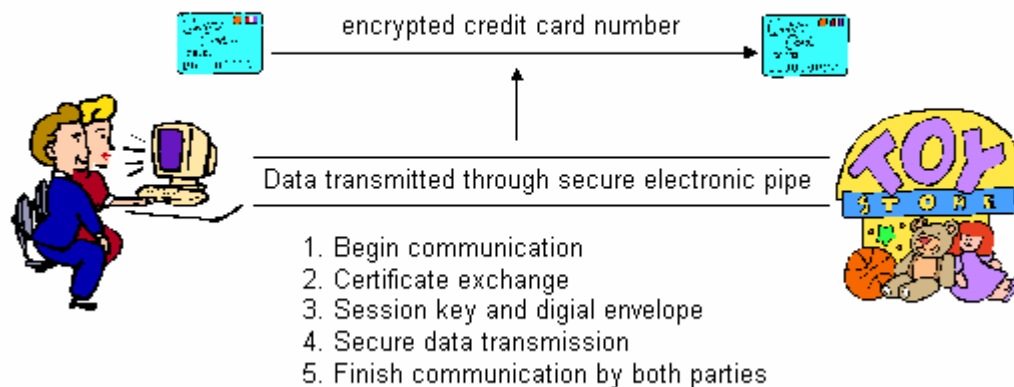 encrypted credit card number
TOY
STORE
Data transmitted through secure electronic pipe
1. Begin communication
2. Certificate exchange
3. Session key and digial envelope
4. Secure data transmission
5. Finish communication by both parties